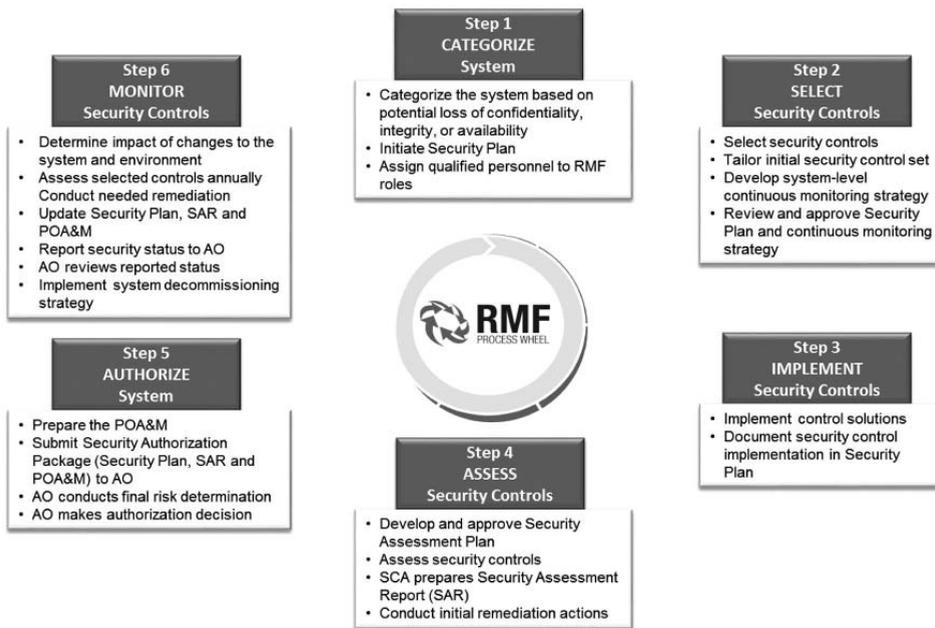 Step 1
CATEGORIZE
System
• Categorize the system based on
potential loss of confidentiality,
integrity, or availability
• Initiate Security Plan
• Assign qualified personnel to RMF
roles
Step 2
SELECT
Security Controls
• Select security controls
• Tailor initial security control set
• Develop system-level
continuous monitoring strategy
• Review and approve Security
Plan and continuous monitoring
strategy
Step 3
IMPLEMENT
Security Controls
• Implement control solutions
• Document security control
implementation in Security
Plan
Step 4
ASSESS
Security Controls
• Develop and approve Security
Assessment Plan
• Assess security controls
• SCA prepares Security Assessment
Report (SAR)
• Conduct initial remediation actions
Step 5
AUTHORIZE
System
• Prepare the POA&M
• Submit Security Authorization
Package (Security Plan, SAR and
POA&M) to AO
• AO conducts final risk determination
• AO makes authorization decision
Step 6
MONITOR
Security Controls
• Determine impact of changes to the
system and environment
• Assess selected controls annually
Conduct needed remediation
• Update Security Plan, SAR and
POA&M
• Report security status to AO
• AO reviews reported status
• Implement system decommissioning
strategy
RMF
PROCESS WHEEL